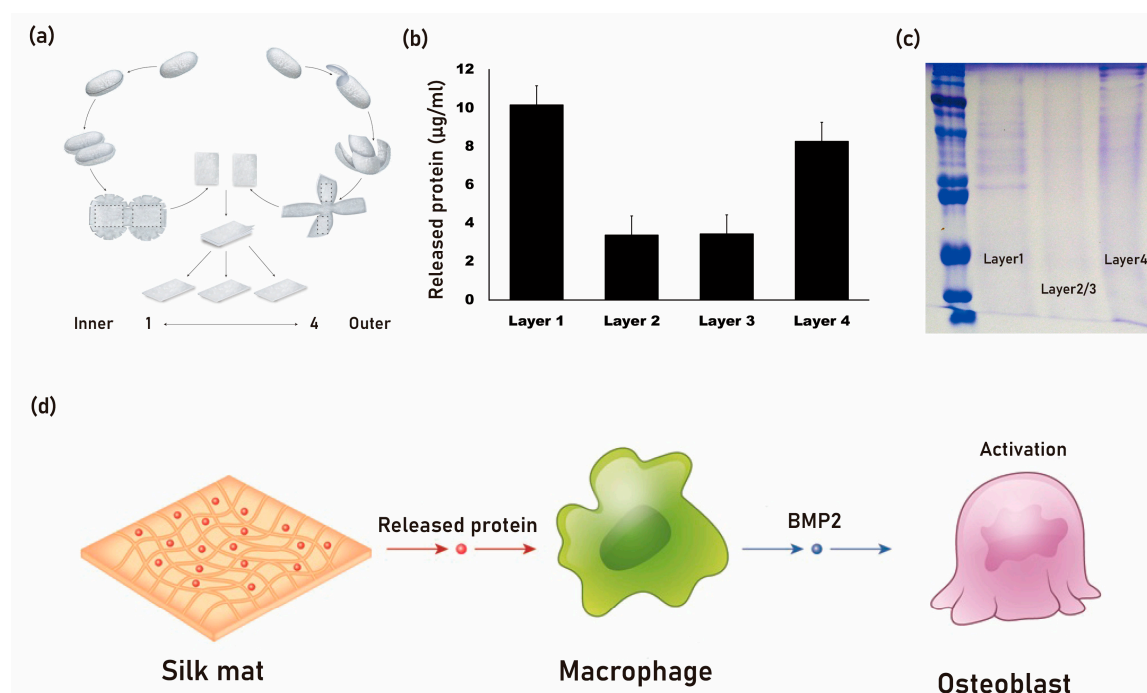 (a)
Inner 1 4 Outer
(b)
Released protein (µg/ml)
12
10
8
6
4
2
0
Layer 1 Layer 2 Layer 3 Layer 4
(c)
Layer1
Layer2/3
Layer4
(d)
Released protein
BMP2
Activation
Silk mat
Macrophage
Osteoblast